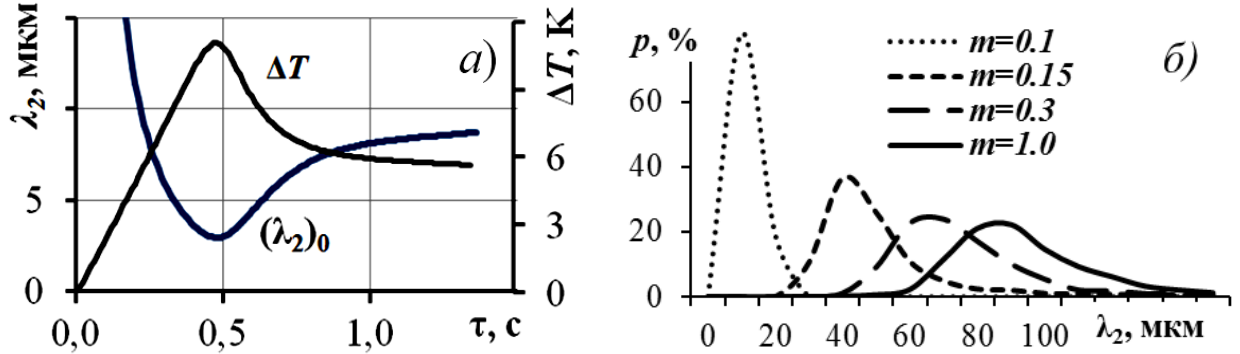 λ₂, мкм
5
0
0,0
0,5
1,0
τ, с
ΔT
(λ₂)₀
а)
ΔT, К
6
3
0
p, %
60
40
20
0
0
20
40
60
80
100
λ₂, мкм
m=0.1
m=0.15
m=0.3
m=1.0
б)